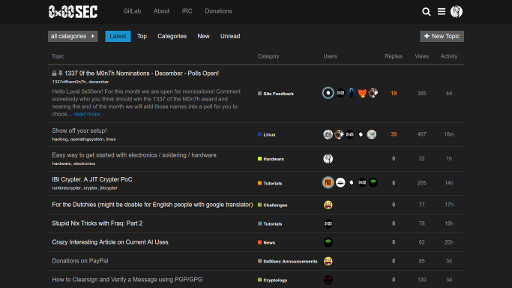 0x00SEC GitLab About IRC Donations
all categories Latest Top Categories New Unread + New Topic
Topic Category Users Replies Views Activity
1337 0f the M0n7h Nominations - December - Polls Open!
1337ofthem0n7h, december
Hello Loyal 0x00ers! For this month we are open for nominations! Comment
somebody who you think should win the 1337 of the M0n7h award and
nearing the end of the month we will add those names into a poll for you to
chose... read more
Site Feedback 19 385 4d
Show off your setup!
hacking, operatingsystem, linux
Linux 35 467 18m
Easy way to get started with electronics / soldering / hardware
hardware, electronics
Hardware 0 32 1h
IBI Crypter. A JIT Crypter PoC
runtimecrypter, crypter, jitcrypter
Tutorials 8 205 14h
For the Dutchies (might be doable for English people with google translator) Challenges 0 77 17h
Stupid Nix Tricks with Fraq: Part 2 Tutorials 0 78 19h
Crazy Interesting Article on Current AI Uses News 0 62 20h
Donations on PayPal 0x00sec Announcements 0 85 3d
How to Clearsign and Verify a Message using PGP/GPG Cryptology 0 130 3d